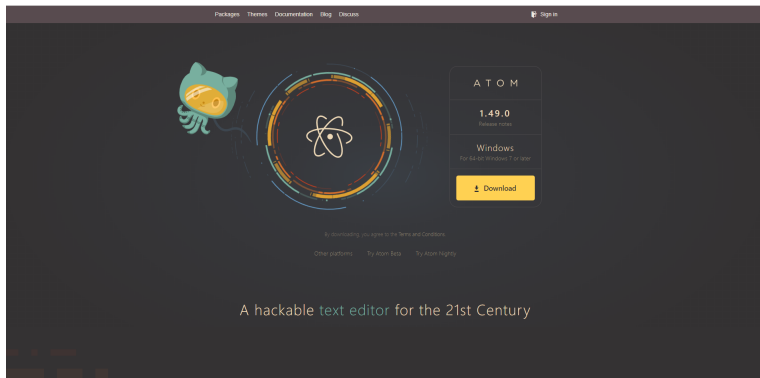 Packages Themes Documentation Blog Discuss Sign in
ATOM
1.49.0
Release notes
Windows
For 64-bit Windows 7 or later
Download
By downloading, you agree to the Terms and Conditions.
Other platforms Try Atom Beta Try Atom Nightly
A hackable text editor for the 21st Century